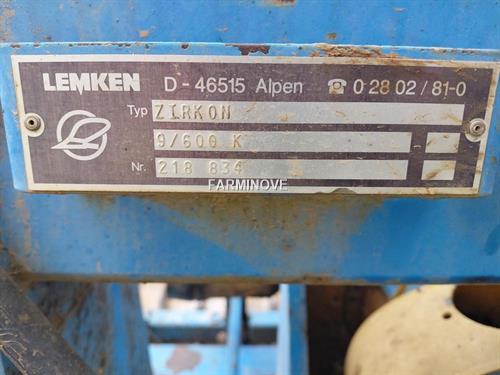 LEMKEN D-46515 Alpen ☎ 0 28 02 / 81-0
Typ ZIRKON
9/600 K
Nr. 218 834
FARMINOVE